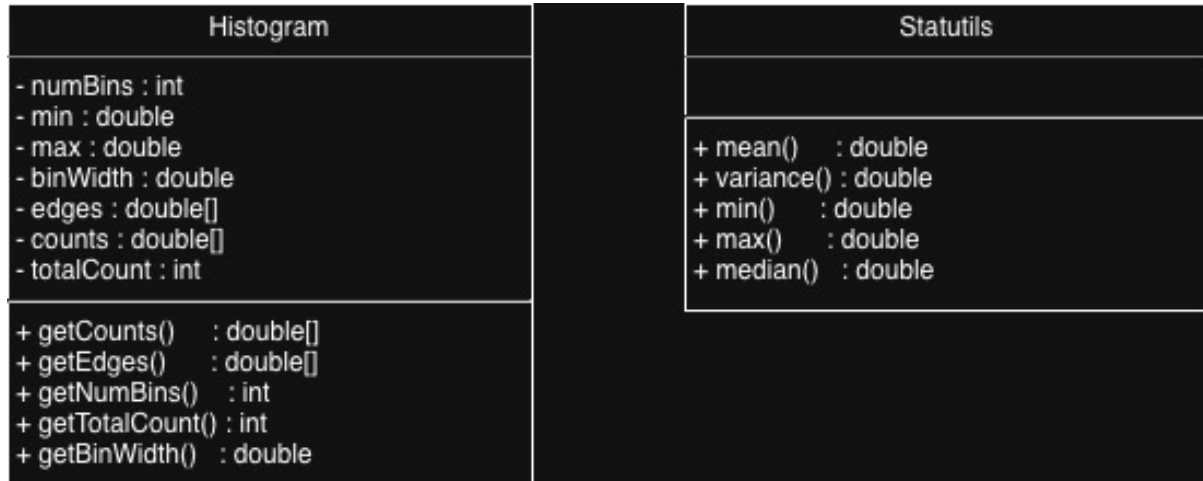 Histogram
- numBins : int
- min : double
- max : double
- binWidth : double
- edges : double[]
- counts : double[]
- totalCount : int
+ getCounts() : double[]
+ getEdges() : double[]
+ getNumBins() : int
+ getTotalCount() : int
+ getBinWidth() : double
Statutils
+ mean() : double
+ variance() : double
+ min() : double
+ max() : double
+ median() : double